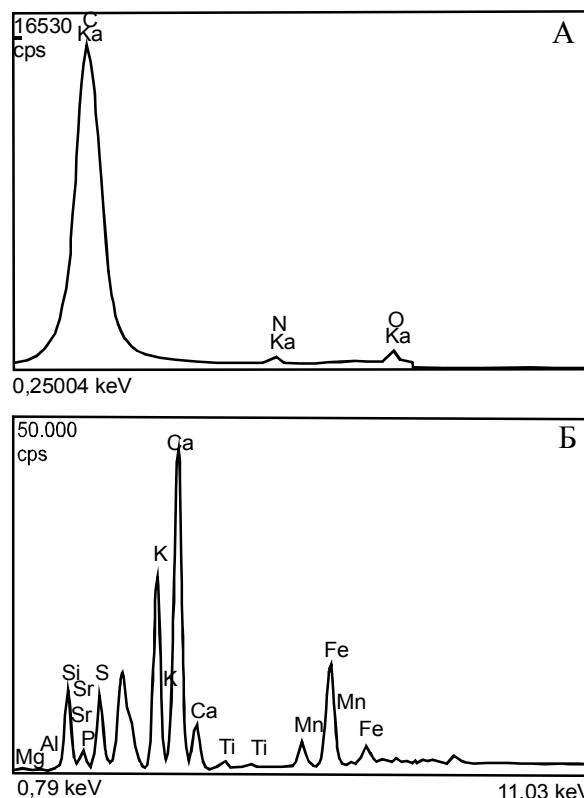 16530
cps
C
Ka
А
N
Ka
O
Ka
0,25004 keV
50.000
cps
Ca
Б
K
Si
Sr
S
K
Fe
Sr
Mn
Ca
P
Al
Mn
Fe
Mg
Ti
Ti
0,79 keV
11,03 keV